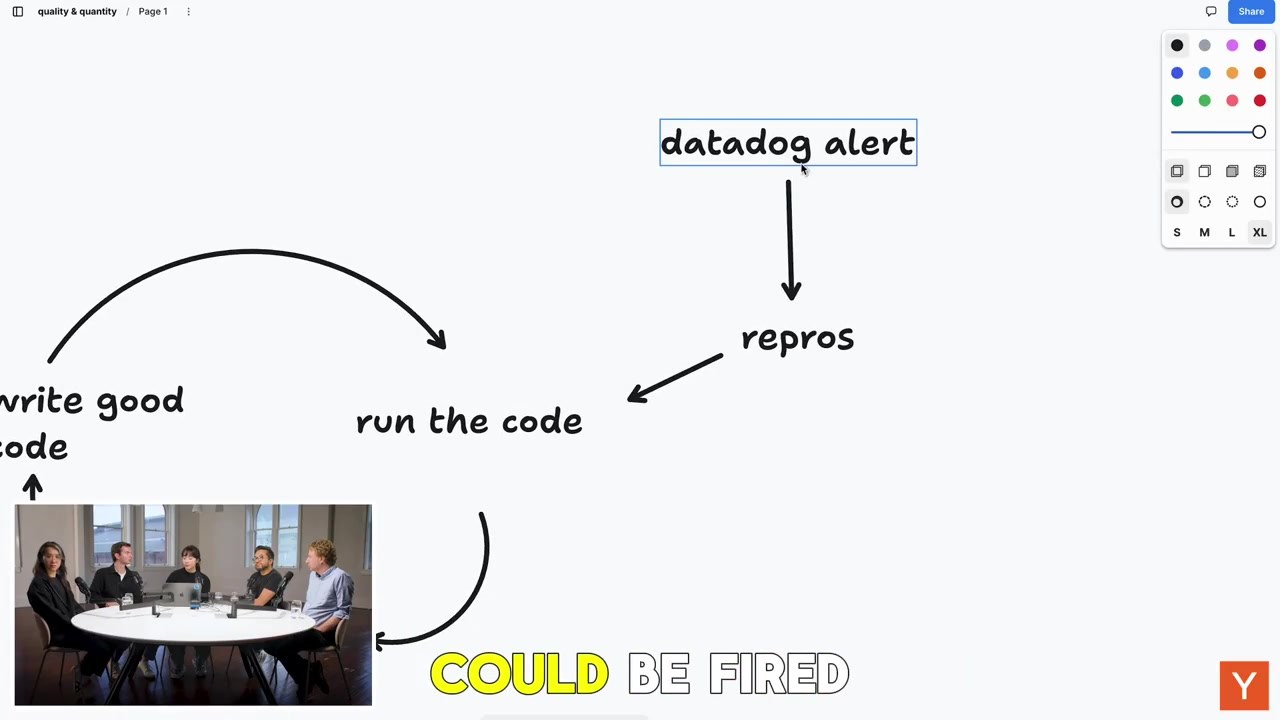 quality & quantity / Page 1
Share
datadog alert
repros
write good
code
run the code
S M L XL
COULD BE FIRED
Y